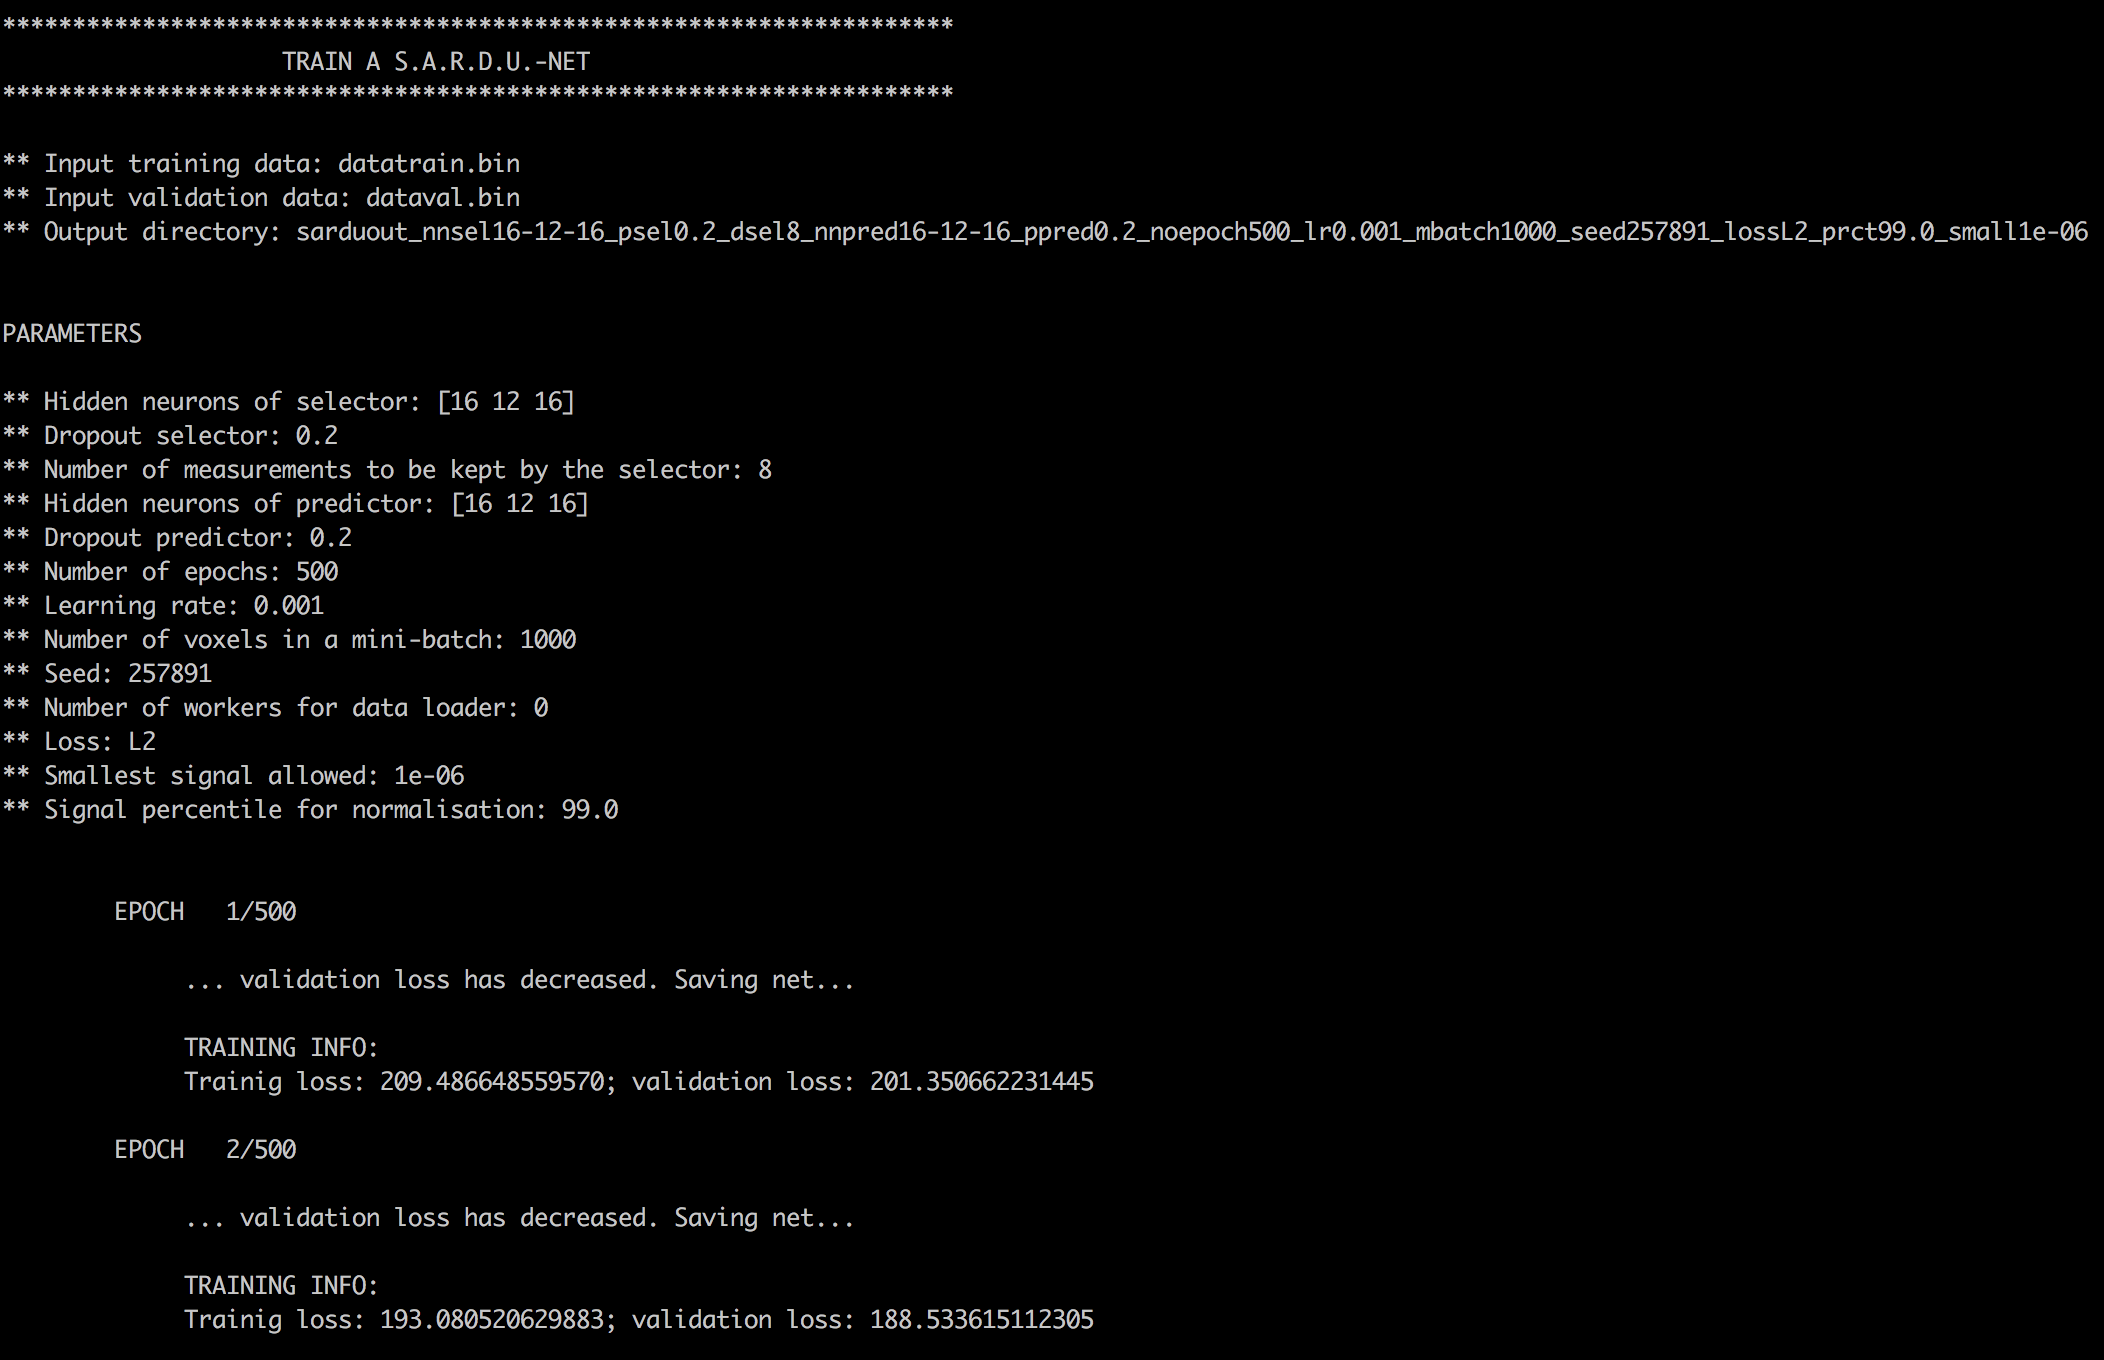 ********************************************************************
TRAIN A S.A.R.D.U.-NET
********************************************************************
** Input training data: datatrain.bin
** Input validation data: dataval.bin
** Output directory: sarduout_nnsel16-12-16_psel0.2_dsel8_nnpred16-12-16_ppred0.2_noepoch500_lr0.001_mbatch1000_seed257891_lossL2_prct99.0_small1e-06
PARAMETERS
** Hidden neurons of selector: [16 12 16]
** Dropout selector: 0.2
** Number of measurements to be kept by the selector: 8
** Hidden neurons of predictor: [16 12 16]
** Dropout predictor: 0.2
** Number of epochs: 500
** Learning rate: 0.001
** Number of voxels in a mini-batch: 1000
** Seed: 257891
** Number of workers for data loader: 0
** Loss: L2
** Smallest signal allowed: 1e-06
** Signal percentile for normalisation: 99.0
EPOCH   1/500
... validation loss has decreased. Saving net...
TRAINING INFO:
Trainig loss: 209.486648559570; validation loss: 201.350662231445
EPOCH   2/500
... validation loss has decreased. Saving net...
TRAINING INFO:
Trainig loss: 193.080520629883; validation loss: 188.533615112305